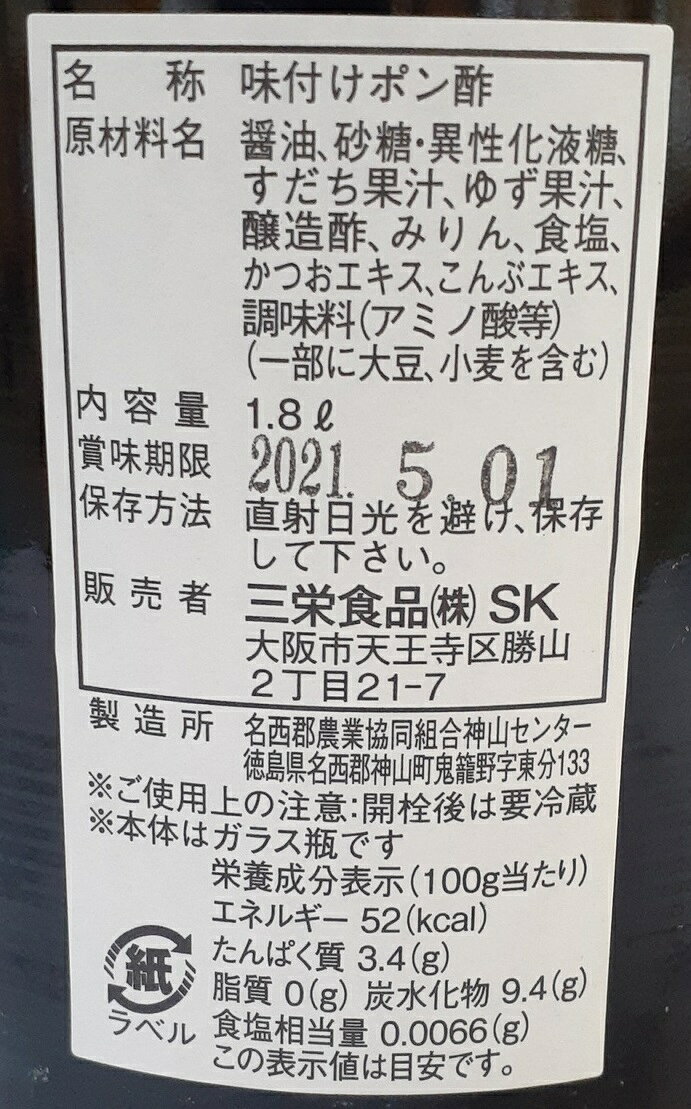 名称 味付けポン酢
原材料名 醤油、砂糖・異性化液糖、
すだち果汁、ゆず果汁、
醸造酢、みりん、食塩、
かつおエキス、こんぶエキス、
調味料(アミノ酸等)
(一部に大豆、小麦を含む)
内容量 1.8ℓ
賞味期限 2021. 5.01
保存方法 直射日光を避け、保存
して下さい。
販売者 三栄食品(株) SK
大阪市天王寺区勝山
2丁目21-7
製造所 名西郡農業協同組合神山センター
徳島県名西郡神山町鬼籠野字東分133
※ご使用上の注意:開栓後は要冷蔵
※本体はガラス瓶です
栄養成分表示(100g当たり)
エネルギー 52(kcal)
たんぱく質 3.4(g)
脂質 0(g) 炭水化物 9.4(g)
食塩相当量 0.0066(g)
この表示値は目安です。
紙
ラベル